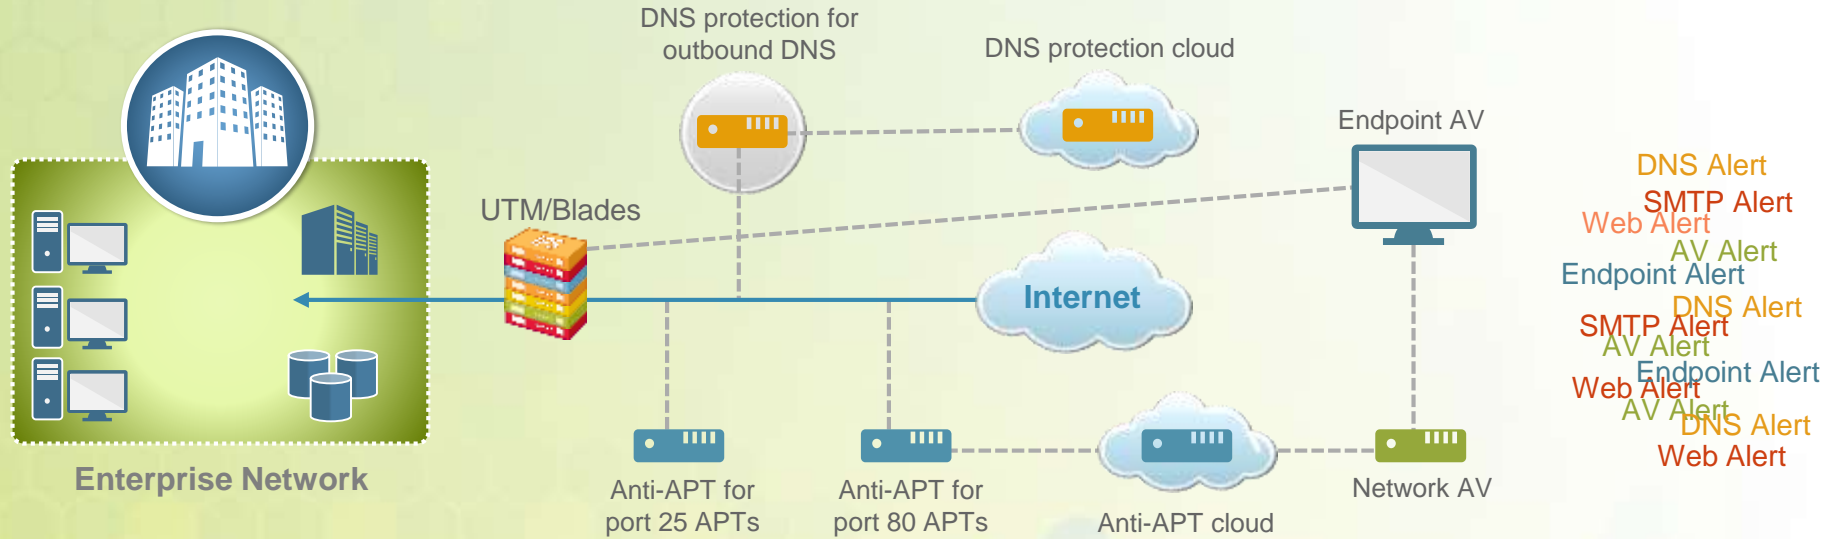 DNS protection for
outbound DNS
DNS protection cloud
Endpoint AV
UTM/Blades
Internet
Enterprise Network
Anti-APT for
port 25 APTs
Anti-APT for
port 80 APTs
Anti-APT cloud
Network AV
DNS Alert
SMTP Alert
Web Alert
AV Alert
Endpoint Alert
DNS Alert
SMTP Alert
AV Alert
Endpoint Alert
Web Alert
AV Alert
DNS Alert
Web Alert